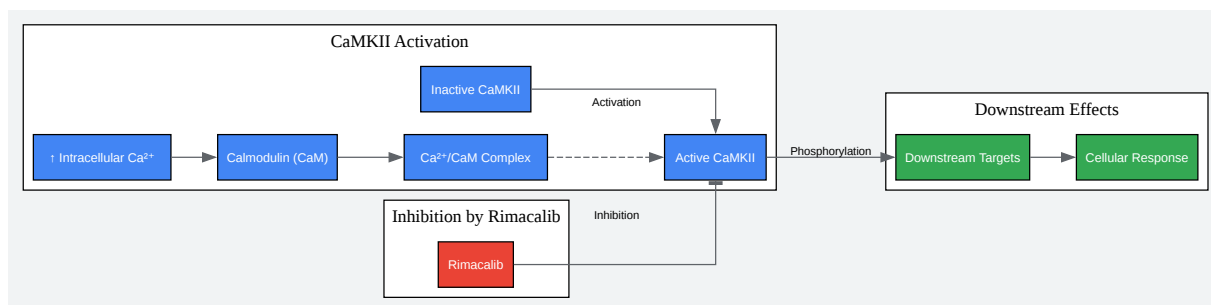 CaMKII Activation
Inactive CaMKII
Activation
↑ Intracellular Ca²⁺
Calmodulin (CaM)
Ca²⁺/CaM Complex
Active CaMKII
Phosphorylation
Downstream Effects
Downstream Targets
Cellular Response
Inhibition by Rimacalib
Inhibition
Rimacalib